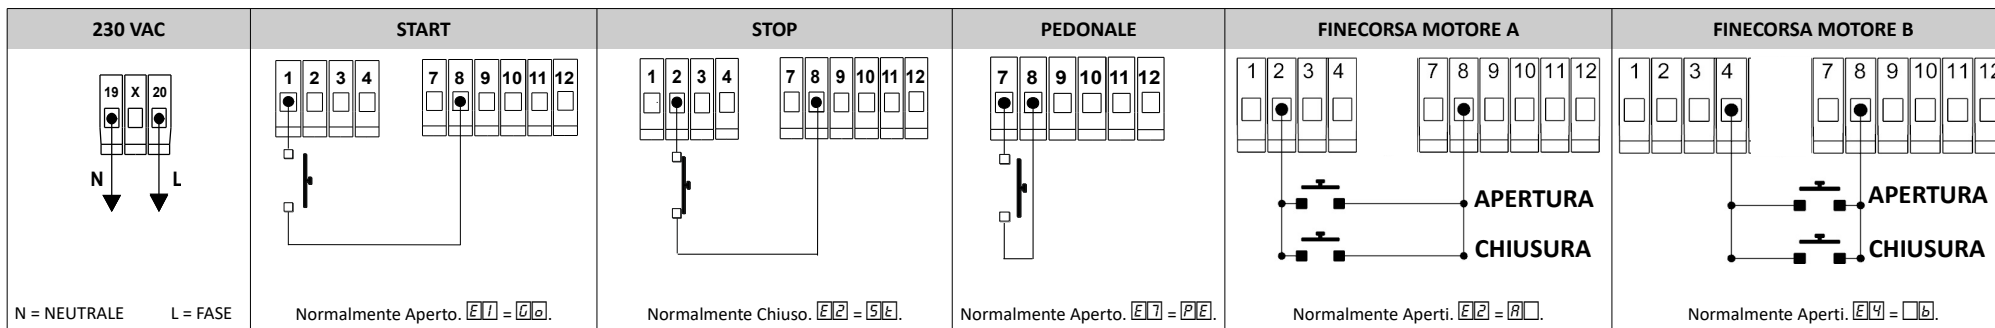 230 VAC
START
STOP
PEDONALE
FINECORSA MOTORE A
FINECORSA MOTORE B
19 X 20
N L
N = NEUTRALE L = FASE
1 2 3 4 7 8 9 10 11 12
Normalmente Aperto. E1 = Go.
1 2 3 4 7 8 9 10 11 12
Normalmente Chiuso. E2 = St.
7 8 9 10 11 12
Normalmente Aperto. E7 = PE.
1 2 3 4 7 8 9 10 11 12
APERTURA
CHIUSURA
Normalmente Aperti. E2 = A .
1 2 3 4 7 8 9 10 11 12
APERTURA
CHIUSURA
Normalmente Aperti. E4 = b.